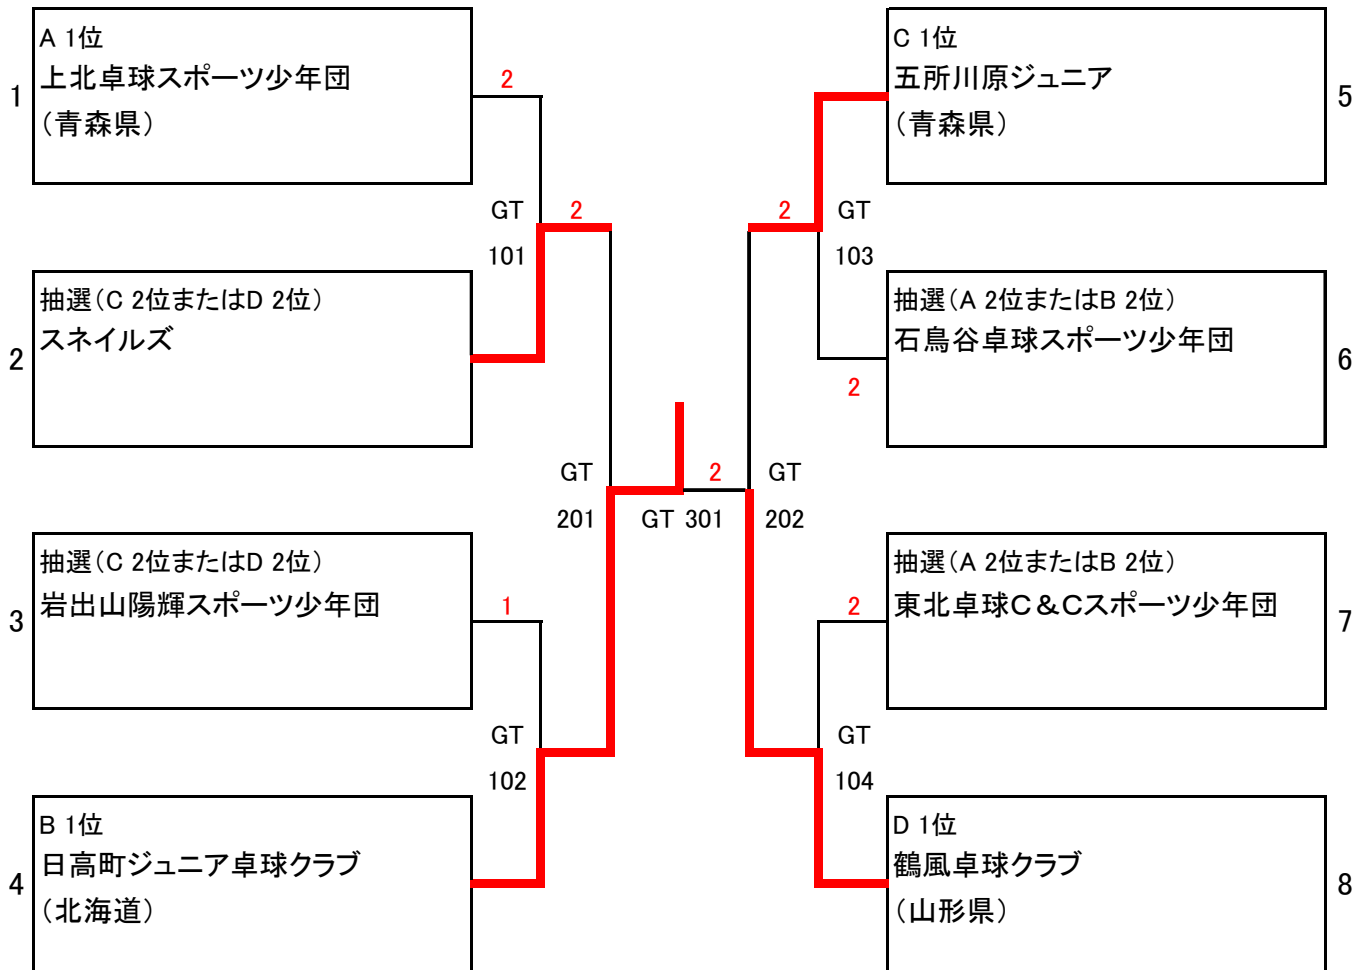 A 1位
上北卓球スポーツ少年団
(青森県)
1
2
GT
101
2
抽選(C 2位またはD 2位)
スネイルズ
2
抽選(C 2位またはD 2位)
岩出山陽輝スポーツ少年団
3
1
GT
102
B 1位
日高町ジュニア卓球クラブ
(北海道)
4
GT
201
GT 301
2
GT
202
C 1位
五所川原ジュニア
(青森県)
5
2
GT
103
抽選(A 2位またはB 2位)
石鳥谷卓球スポーツ少年団
6
2
抽選(A 2位またはB 2位)
東北卓球C&Cスポーツ少年団
7
2
GT
104
D 1位
鶴風卓球クラブ
(山形県)
8